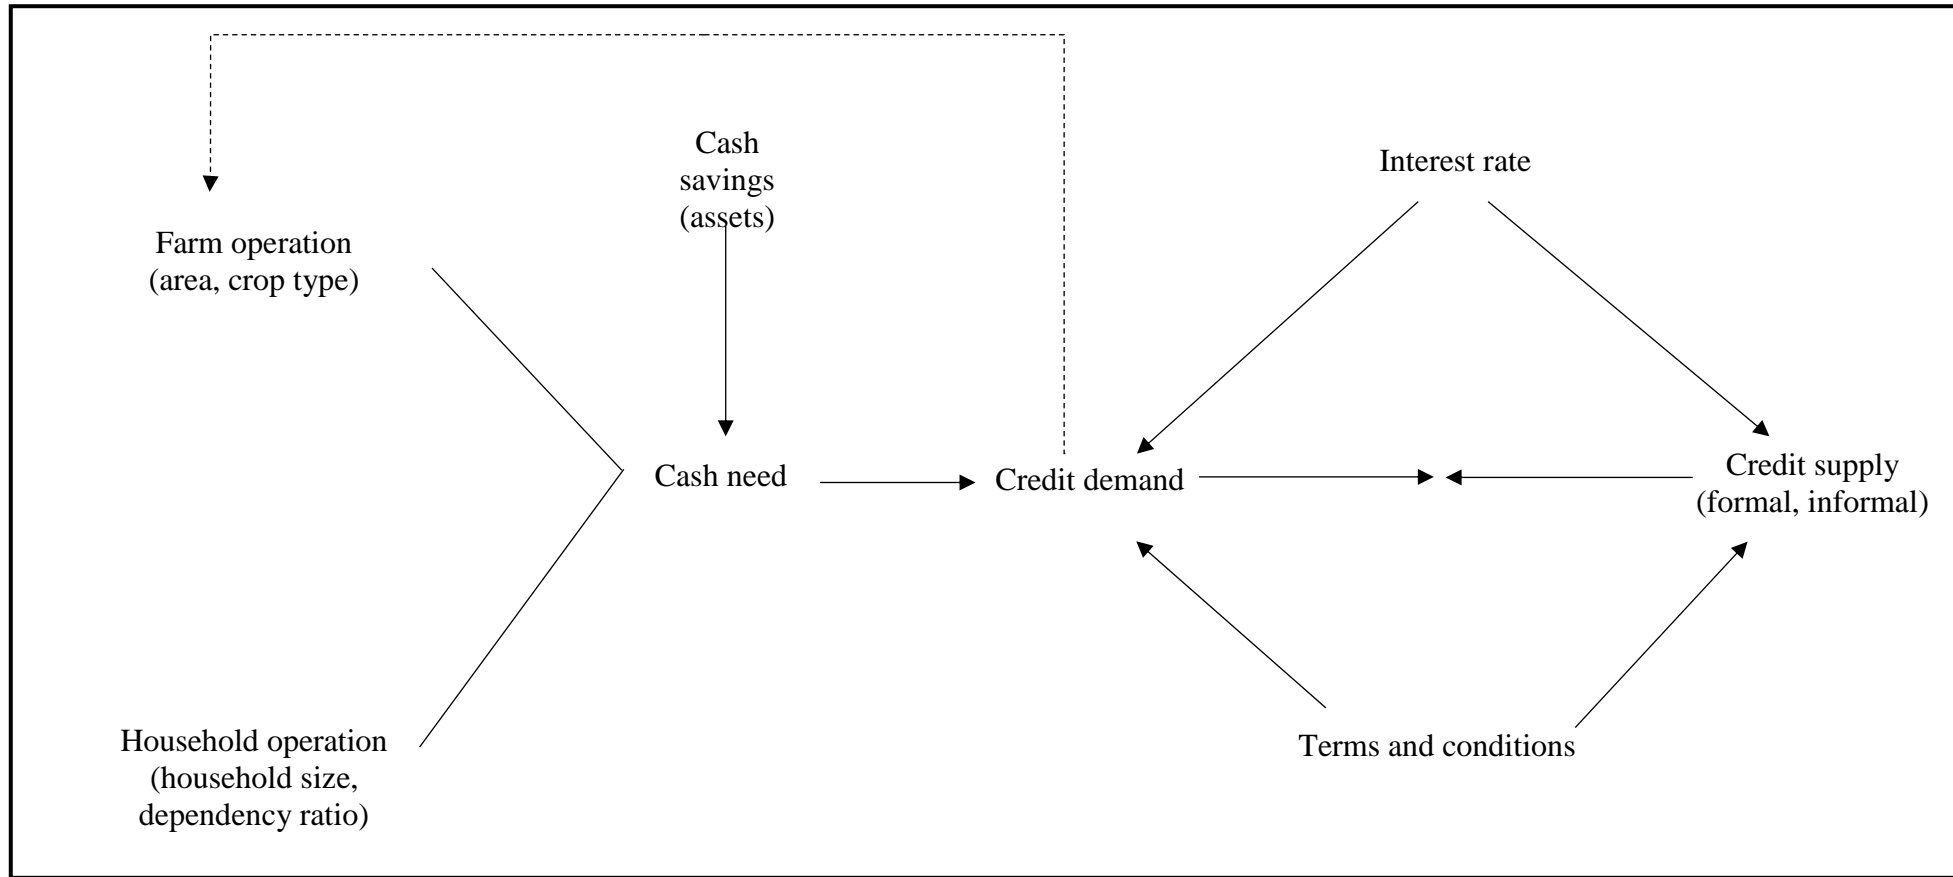 Cash
savings
(assets)
Interest rate
Farm operation
(area, crop type)
Cash need
Credit demand
Credit supply
(formal, informal)
Household operation
(household size,
dependency ratio)
Terms and conditions